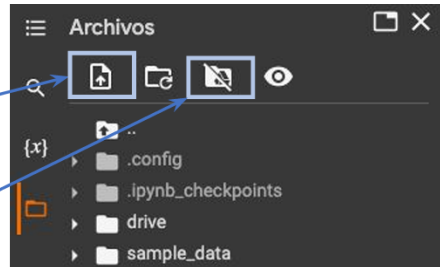 Archivos
..
{x}
.config
.ipynb_checkpoints
drive
sample_data